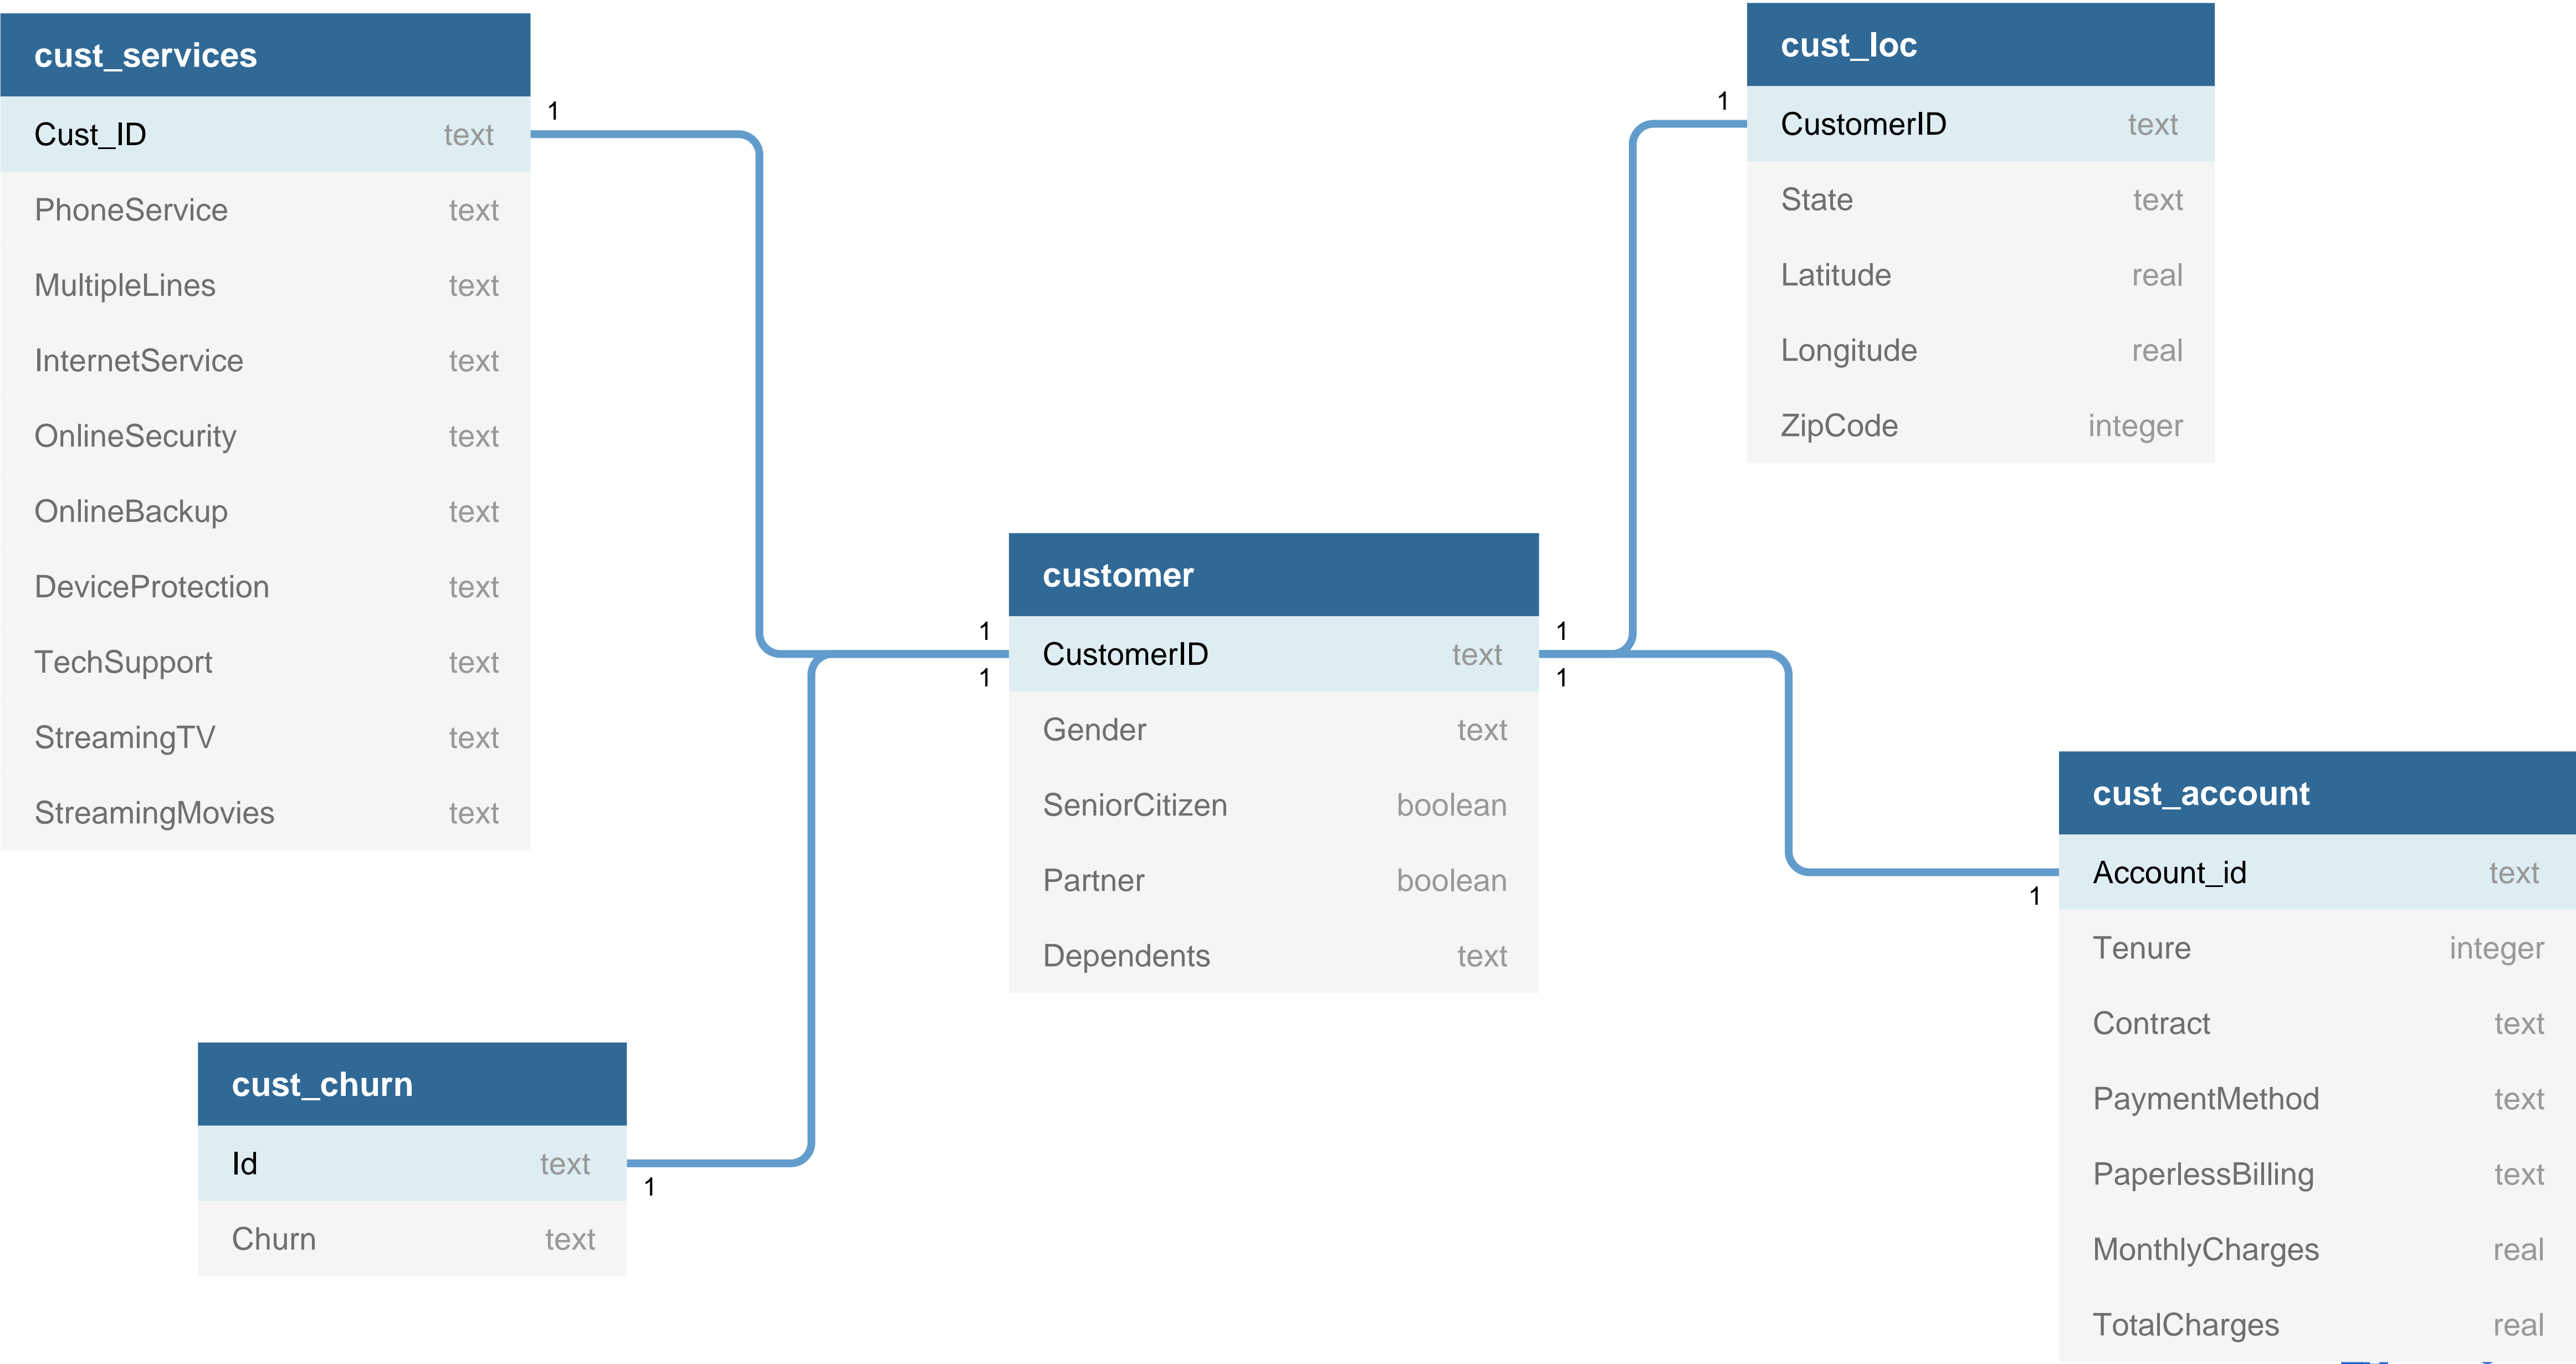 cust_services
1
Cust_ID text
PhoneService text
MultipleLines text
InternetService text
OnlineSecurity text
OnlineBackup text
DeviceProtection text
TechSupport text
StreamingTV text
StreamingMovies text
cust_loc
1
CustomerID text
State text
Latitude real
Longitude real
ZipCode integer
customer
1 1
CustomerID text
1 1
Gender text
SeniorCitizen boolean
Partner boolean
Dependents text
cust_churn
Id text
1
Churn text
cust_account
Account_id text
1
Tenure integer
Contract text
PaymentMethod text
PaperlessBilling text
MonthlyCharges real
TotalCharges real